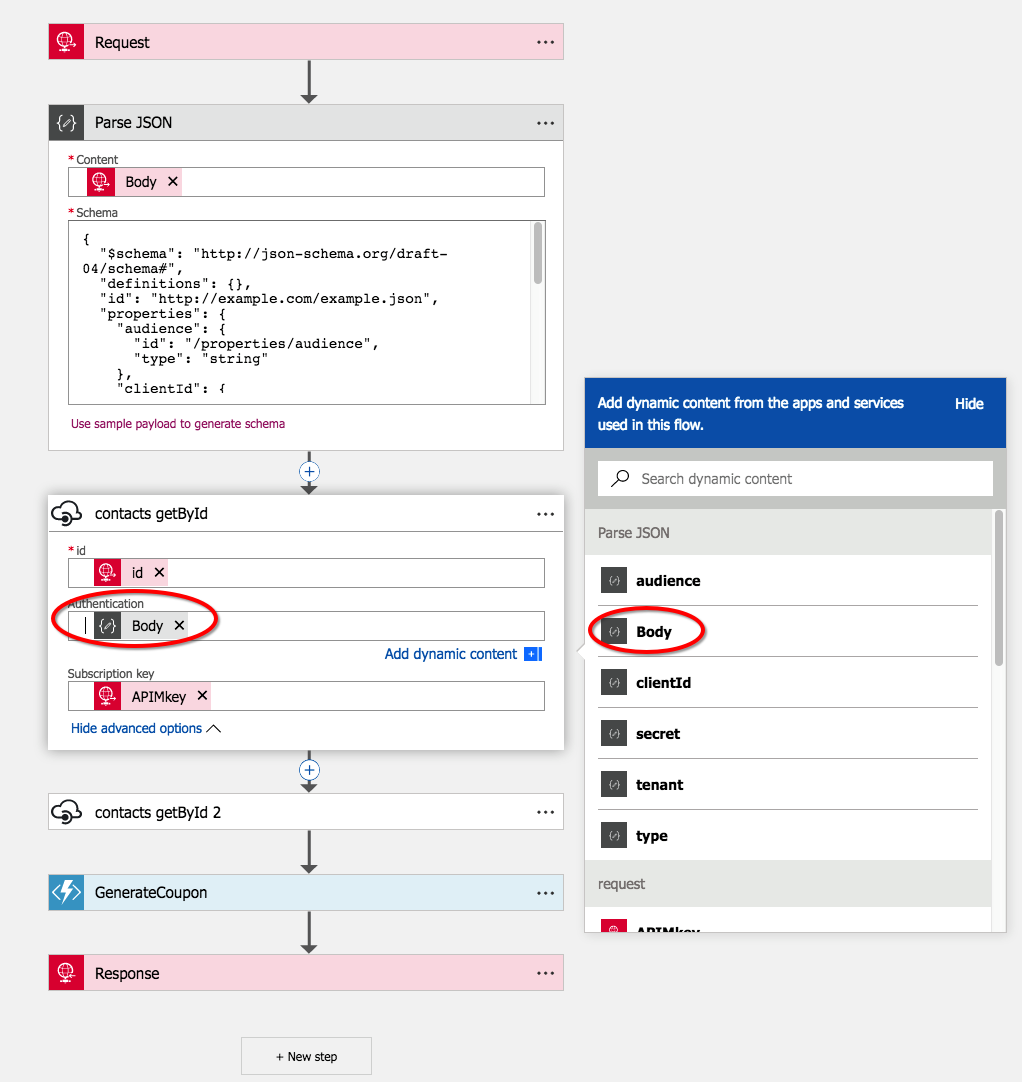 Request
Parse JSON
* Content
Body
* Schema
{
"$schema": "http://json-schema.org/draft-
04/schema#",
"definitions": {},
"id": "http://example.com/example.json",
"properties": {
"audience": {
"id": "/properties/audience",
"type": "string"
},
"clientId": {
Use sample payload to generate schema
contacts getById
* id
id
Authentication
Body
Add dynamic content
Subscription key
APIMkey
Hide advanced options
contacts getById 2
GenerateCoupon
Response
+ New step
Add dynamic content from the apps and services
used in this flow.
Hide
Search dynamic content
Parse JSON
audience
Body
clientId
secret
tenant
type
request
APIMkey